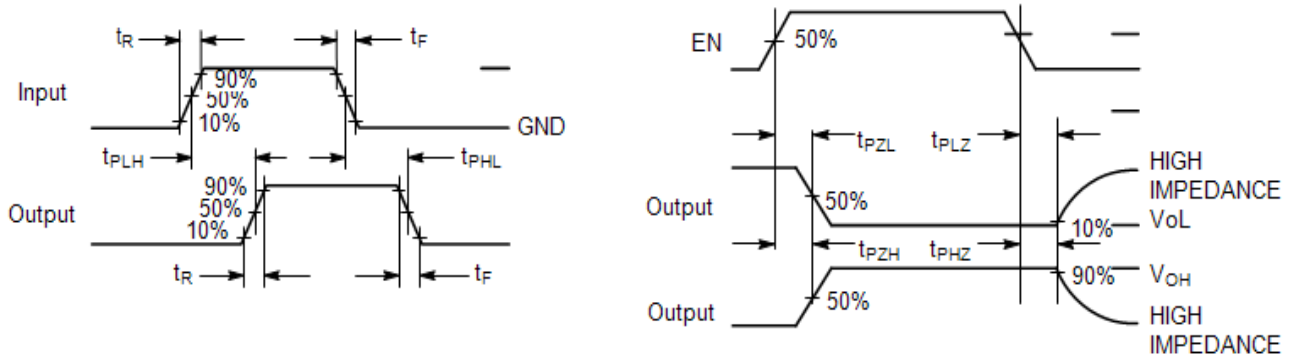 tR
tF
Input
90%
50%
10%
GND
tPLH
tPHL
Output
90%
50%
10%
tR
tF
EN
50%
tPZL
tPLZ
HIGH
IMPEDANCE
Output
50%
10%
VoL
tPZH
tPHZ
90%
VOH
Output
50%
HIGH
IMPEDANCE